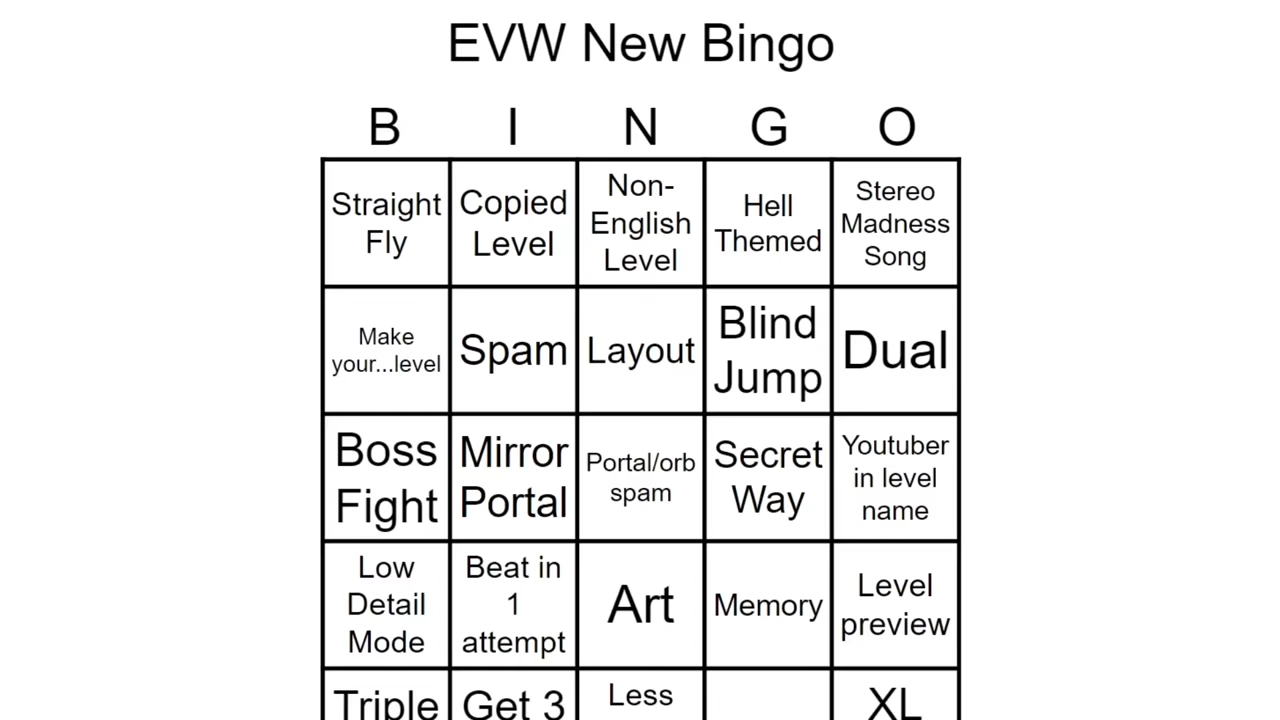 EVW New Bingo
B I N G O
Straight
Fly
Copied
Level
Non-
English
Level
Hell
Themed
Stereo
Madness
Song
Make
your...level
Spam
Layout
Blind
Jump
Dual
Boss
Fight
Mirror
Portal
Portal/orb
spam
Secret
Way
Youtuber
in level
name
Low
Detail
Mode
Beat in
1
attempt
Art
Memory
Level
preview
Triple
Get 3
Less
XL